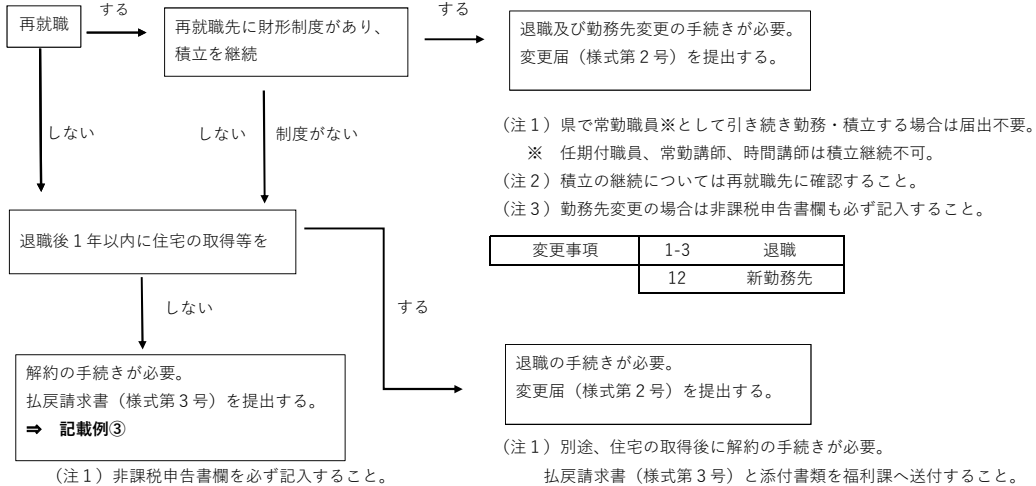 再就職
する
再就職先に財形制度があり、
積立を継続
する
退職及び勤務先変更の手続きが必要。
変更届（様式第２号）を提出する。
しない
しない
制度がない
（注１）県で常勤職員※として引き続き勤務・積立する場合は届出不要。
※　任期付職員、常勤講師、時間講師は積立継続不可。
（注２）積立の継続については再就職先に確認すること。
（注３）勤務先変更の場合は非課税申告書欄も必ず記入すること。
退職後１年以内に住宅の取得等を
変更事項　1-3　退職
12　新勤務先
しない
する
解約の手続きが必要。
払戻請求書（様式第３号）を提出する。
⇒　記載例③
（注１）非課税申告書欄を必ず記入すること。
退職の手続きが必要。
変更届（様式第２号）を提出する。
（注１）別途、住宅の取得後に解約の手続きが必要。
払戻請求書（様式第３号）と添付書類を福利課へ送付すること。